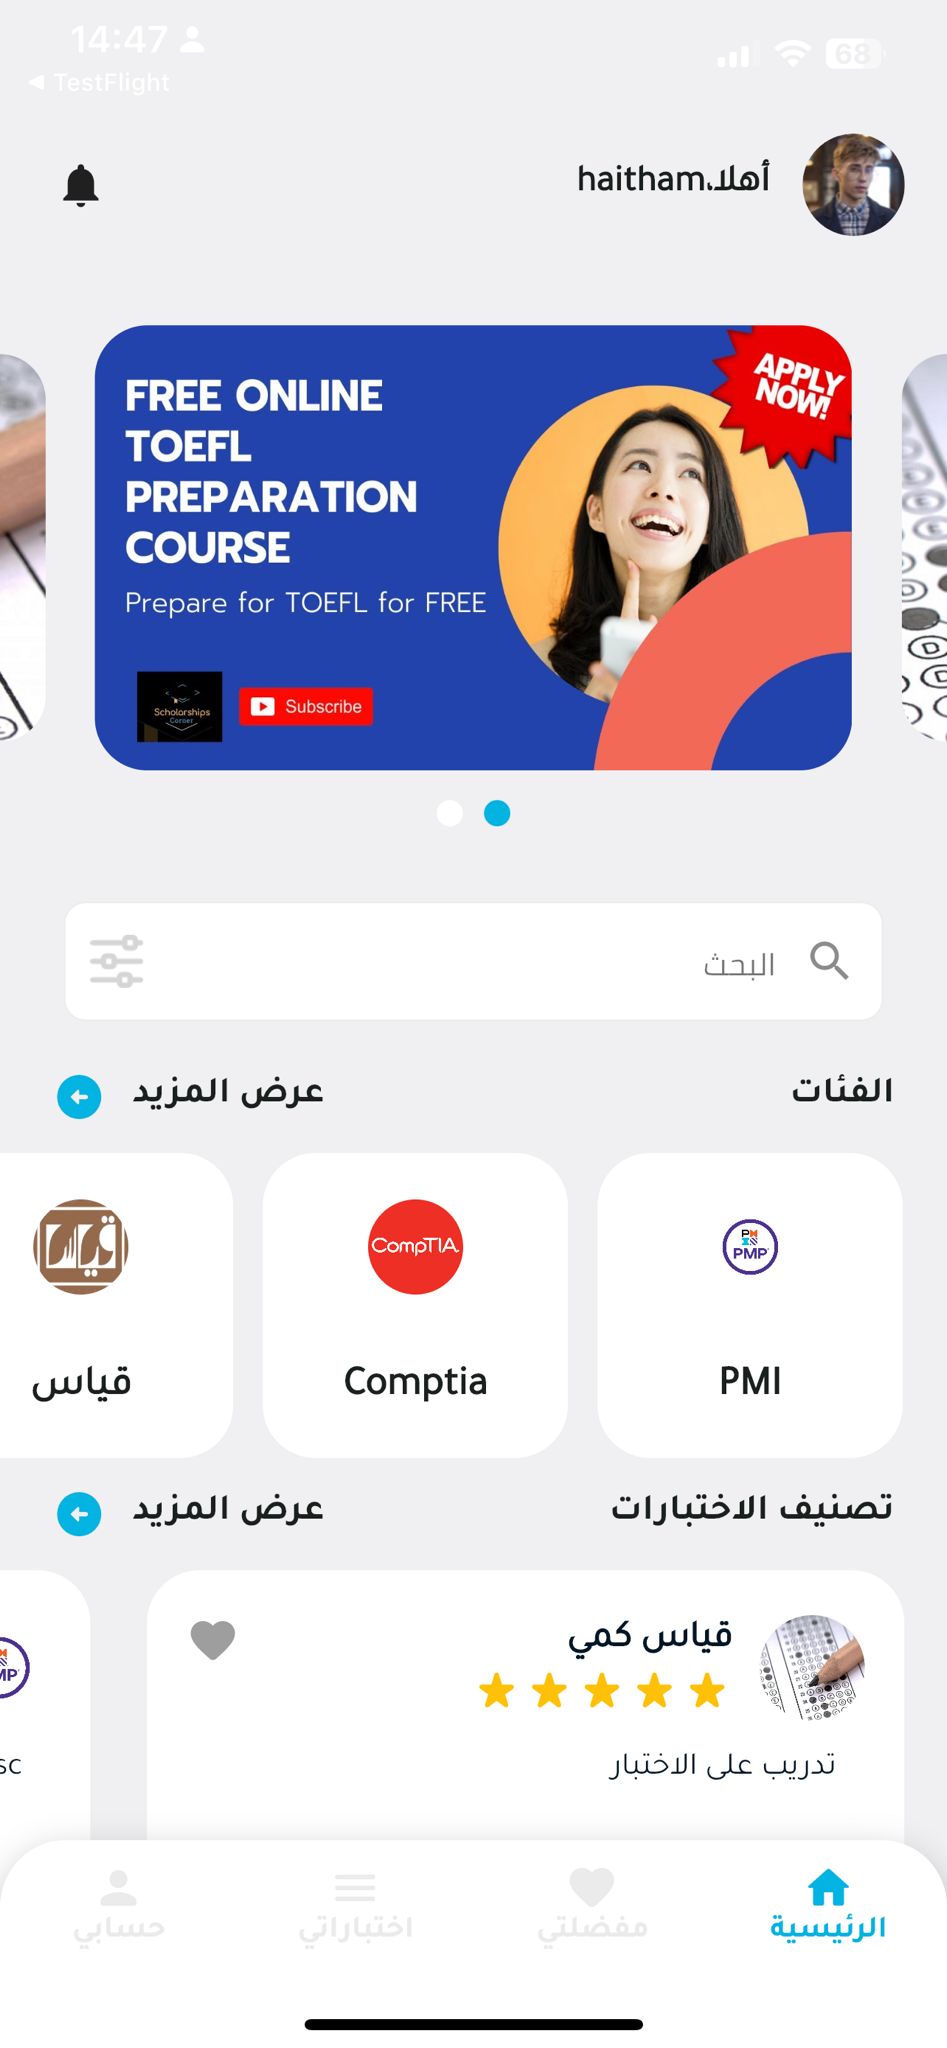 14:47
68
◀ TestFlight
أهلا،haitham
FREE ONLINE
TOEFL
PREPARATION
COURSE
Prepare for TOEFL for FREE
APPLY
NOW!
Scholarships
Corner
Subscribe
البحث
الفئات
عرض المزيد
PMP
PMI
CompTIA
Comptia
قياس
قياس
تصنيف الاختبارات
عرض المزيد
قياس كمي
تدريب على الاختبار
MP
sc
الرئيسية
مفضلتي
اختباراتي
حسابي